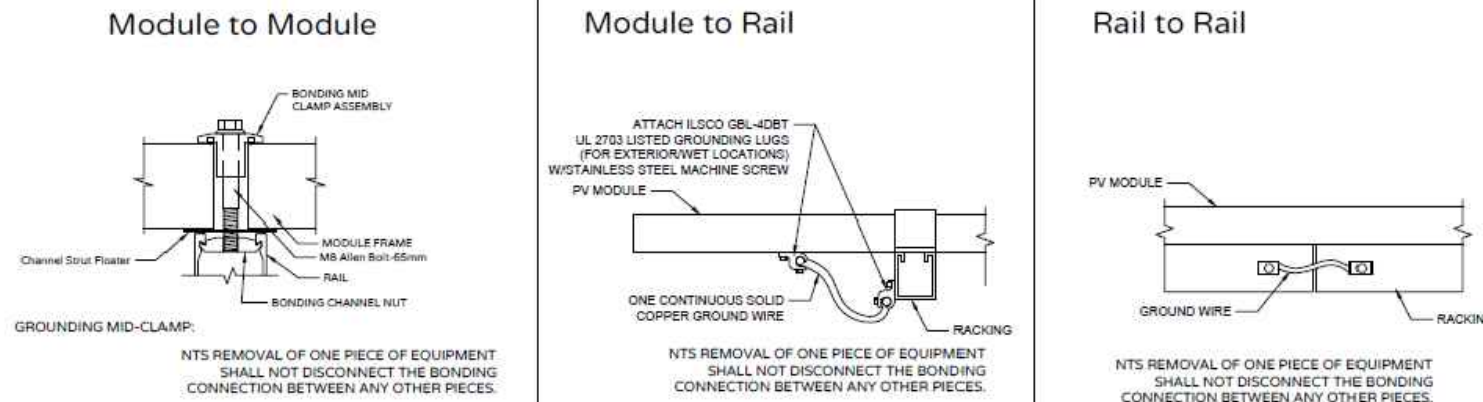 Module to Module
BONDING MID
CLAMP ASSEMBLY
MODULE FRAME
M8 Allen Bolt-65mm
Channel Strut Floater
RAIL
BONDING CHANNEL NUT
GROUNDING MID-CLAMP:
NTS REMOVAL OF ONE PIECE OF EQUIPMENT
SHALL NOT DISCONNECT THE BONDING
CONNECTION BETWEEN ANY OTHER PIECES.
Module to Rail
ATTACH ILSCO GBL-4DBT
UL 2703 LISTED GROUNDING LUGS
(FOR EXTERIOR/WET LOCATIONS)
W/STAINLESS STEEL MACHINE SCREW
PV MODULE
ONE CONTINUOUS SOLID
COPPER GROUND WIRE
RACKING
NTS REMOVAL OF ONE PIECE OF EQUIPMENT
SHALL NOT DISCONNECT THE BONDING
CONNECTION BETWEEN ANY OTHER PIECES.
Rail to Rail
PV MODULE
GROUND WIRE
RACKIN
NTS REMOVAL OF ONE PIECE OF EQUIPMENT
SHALL NOT DISCONNECT THE BONDING
CONNECTION BETWEEN ANY OTHER PIECES.